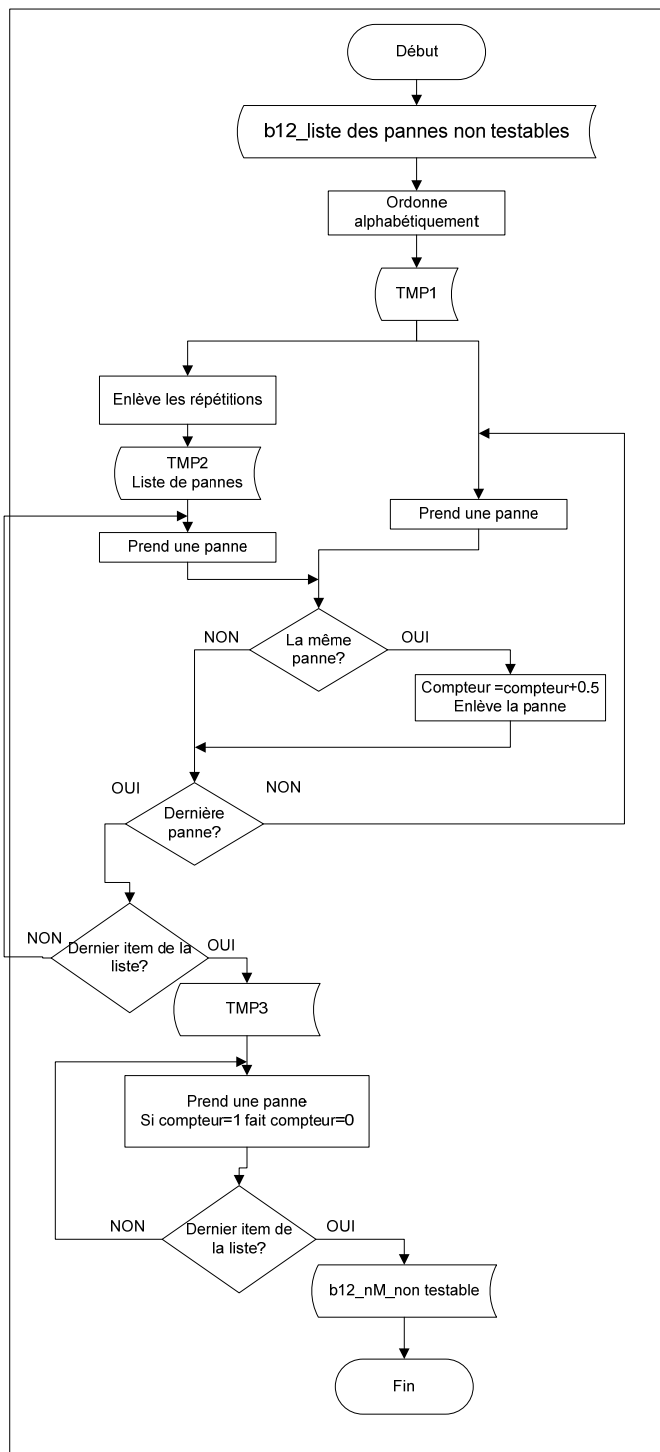 Début
b12_liste des pannes non testables
Ordonne
alphabétiquement
TMP1
Enlève les répétitions
TMP2
Liste de pannes
Prend une panne
Prend une panne
La même
panne?
NON
OUI
Compteur =compteur+0.5
Enlève la panne
OUI
NON
Dernière
panne?
NON
Dernier item de la
liste?
OUI
TMP3
Prend une panne
Si compteur=1 fait compteur=0
NON
Dernier item de
la liste?
OUI
b12_nM_non testable
Fin